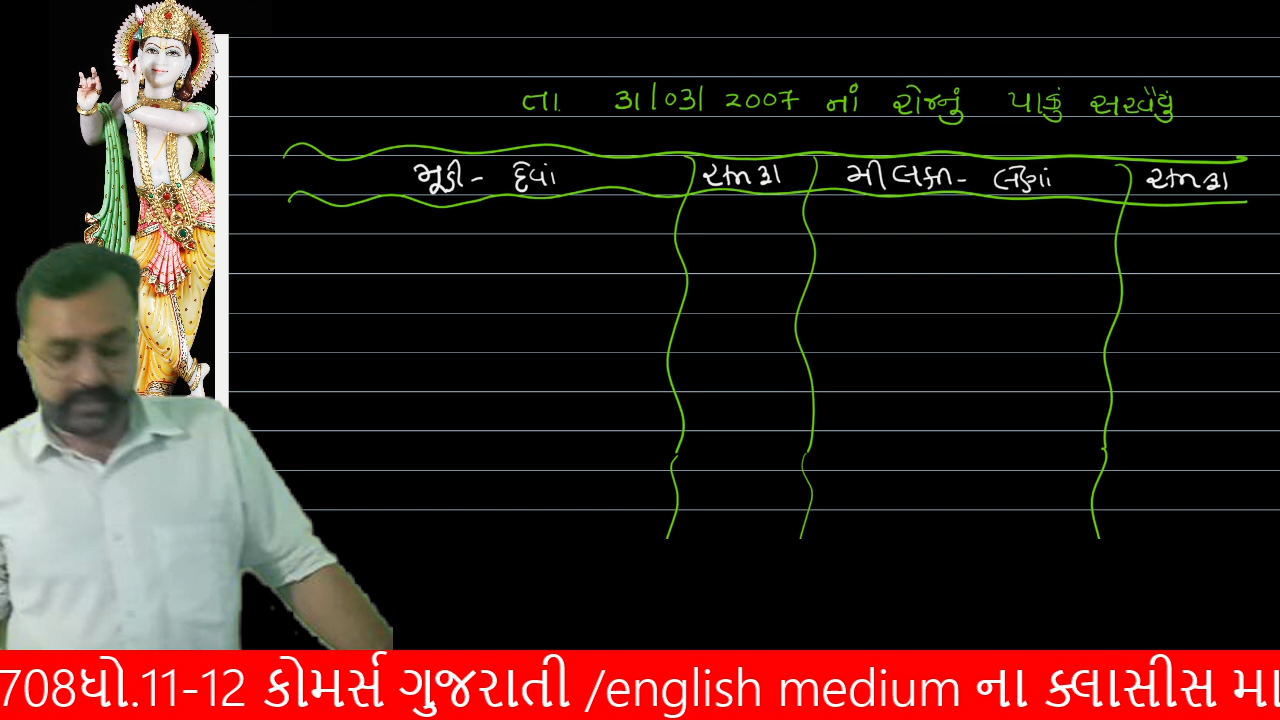 તા. 31/03/2007 નાં રોજનું પાકું સરવૈયું
મૂડી - દેવાં રકમ રૂા મીલકત - લેણાં રકમ રૂા
708ધો.11-12 કોમર્સ ગુજરાતી /english medium ના ક્લાસીસ મા